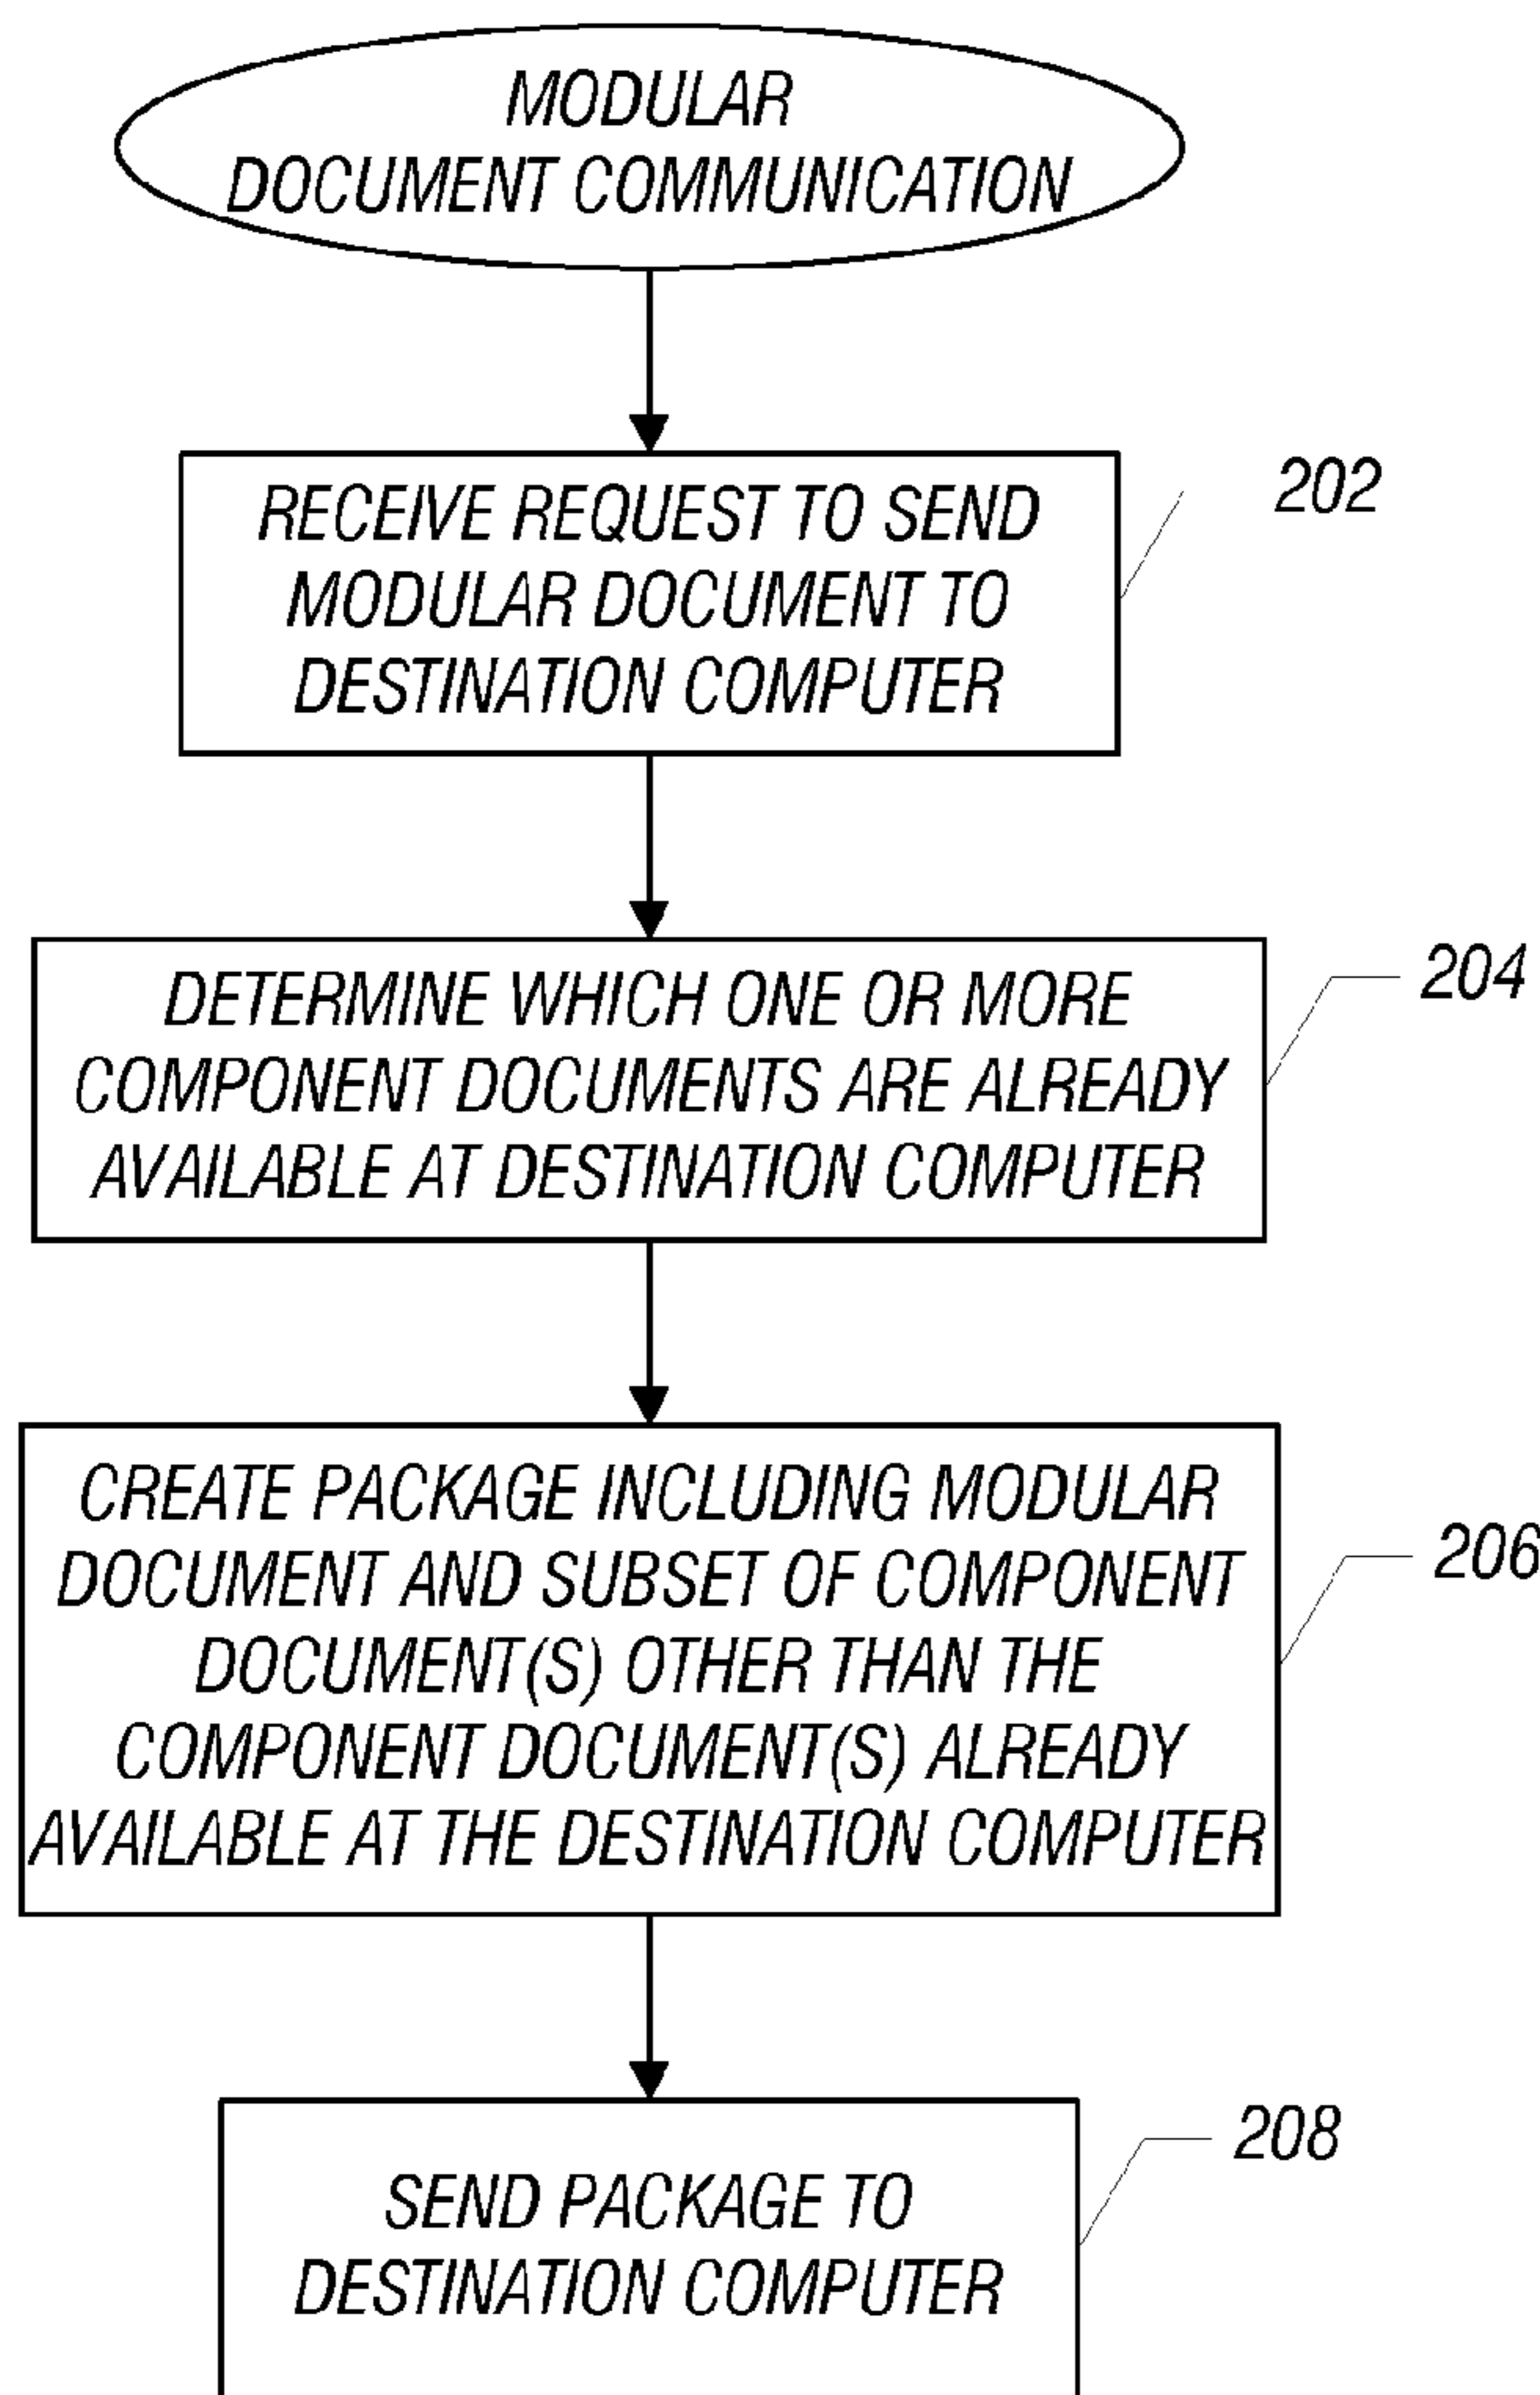 MODULAR
DOCUMENT COMMUNICATION
RECEIVE REQUEST TO SEND
MODULAR DOCUMENT TO
DESTINATION COMPUTER
202
DETERMINE WHICH ONE OR MORE
COMPONENT DOCUMENTS ARE ALREADY
AVAILABLE AT DESTINATION COMPUTER
204
CREATE PACKAGE INCLUDING MODULAR
DOCUMENT AND SUBSET OF COMPONENT
DOCUMENT(S) OTHER THAN THE
COMPONENT DOCUMENT(S) ALREADY
AVAILABLE AT THE DESTINATION COMPUTER
206
SEND PACKAGE TO
DESTINATION COMPUTER
208